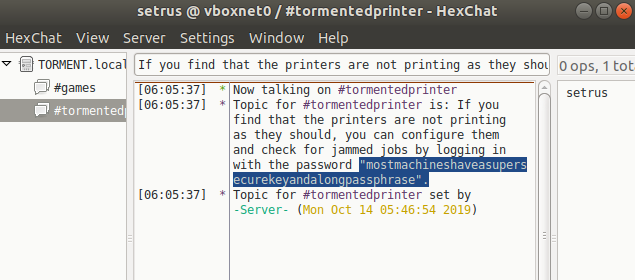 setrus @ vboxnet0 / #tormentedprinter - HexChat
HexChat View Server Settings Window Help
TORMENT.local
#games
#tormentedp
If you find that the printers are not printing as they shou
0 ops, 1 tota
setrus
[06:05:37] * Now talking on #tormentedprinter
[06:05:37] * Topic for #tormentedprinter is: If you
find that the printers are not printing
as they should, you can configure them
and check for jammed jobs by logging in
with the password "mostmachineshaveasupers
ecurekeyandalongpassphrase".
[06:05:37] * Topic for #tormentedprinter set by
-Server- (Mon Oct 14 05:46:54 2019)